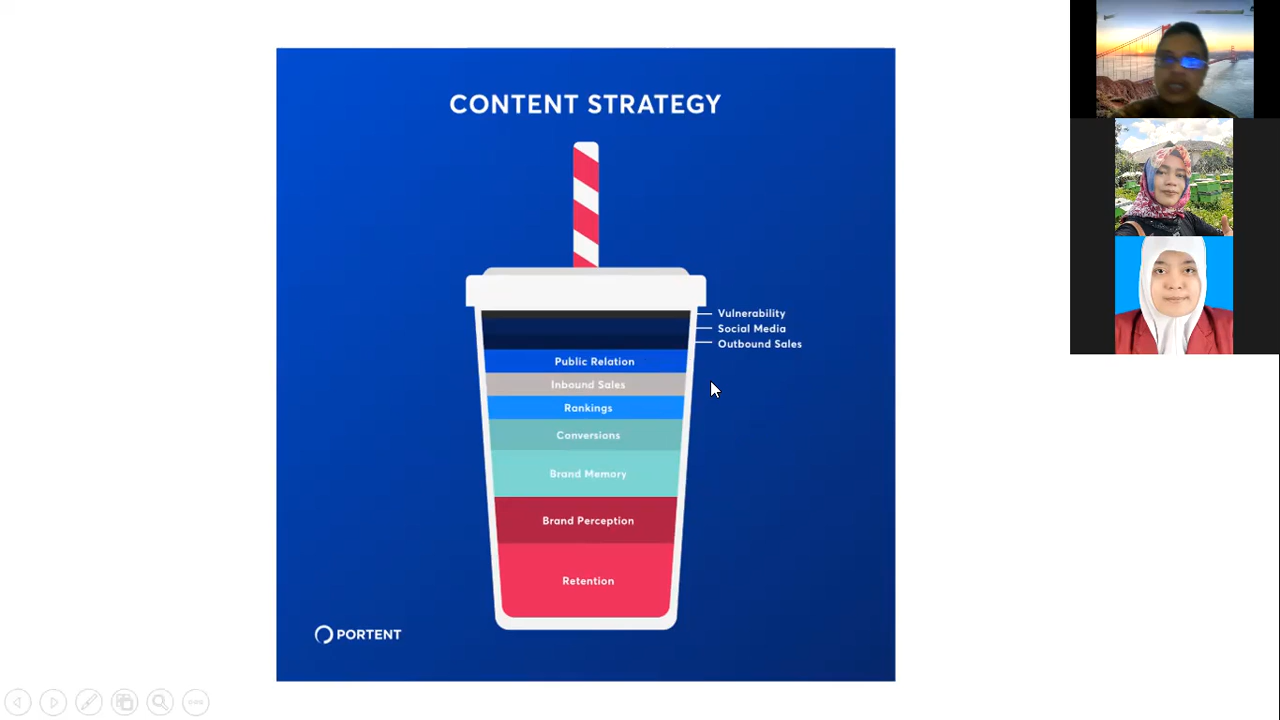 CONTENT STRATEGY
Vulnerability
Social Media
Outbound Sales
Public Relation
Inbound Sales
Rankings
Conversions
Brand Memory
Brand Perception
Retention
PORTENT